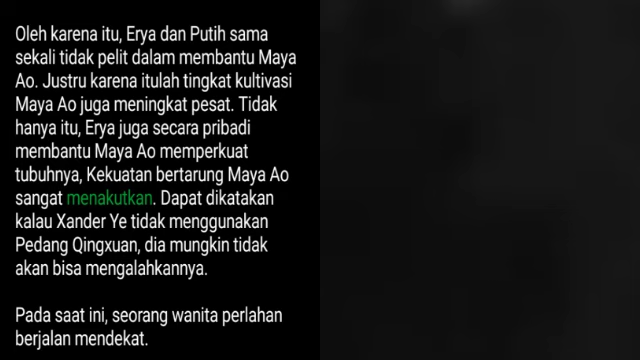 Oleh karena itu, Erya dan Putih sama
sekali tidak pelit dalam membantu Maya
Ao. Justru karena itulah tingkat kultivasi
Maya Ao juga meningkat pesat. Tidak
hanya itu, Erya juga secara pribadi
membantu Maya Ao memperkuat
tubuhnya, Kekuatan bertarung Maya Ao
sangat menakutkan. Dapat dikatakan
kalau Xander Ye tidak menggunakan
Pedang Qingxuan, dia mungkin tidak
akan bisa mengalahkannya.

Pada saat ini, seorang wanita perlahan
berjalan mendekat.